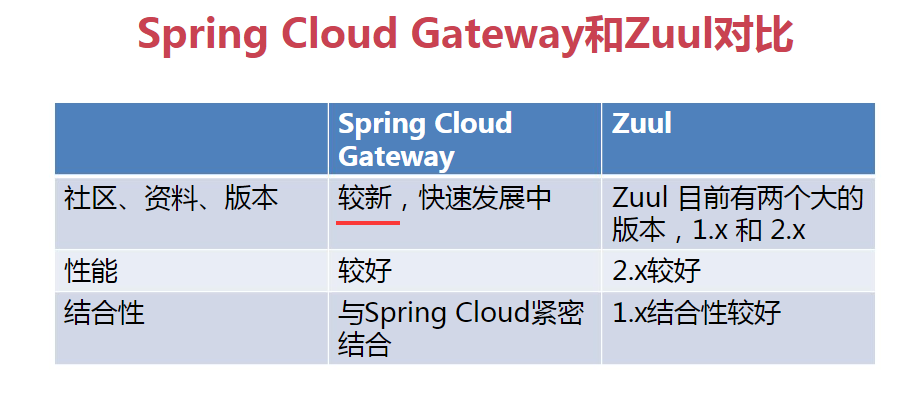 Spring Cloud Gateway和Zuul对比
Spring Cloud
Gateway
Zuul
社区、资料、版本
较新，快速发展中
Zuul 目前有两个大的
版本，1.x 和 2.x
性能
较好
2.x较好
结合性
与Spring Cloud紧密
结合
1.x结合性较好